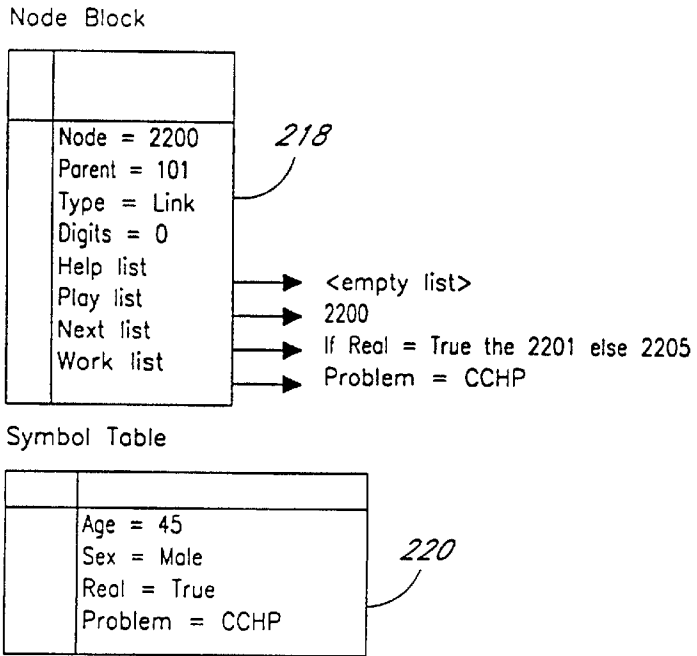 Node Block
Node = 2200
218
Parent = 101
Type = Link
Digits = 0
Help list
<empty list>
Play list
2200
Next list
If Real = True the 2201 else 2205
Work list
Problem = CCHP
Symbol Table
Age = 45
Sex = Male
220
Real = True
Problem = CCHP